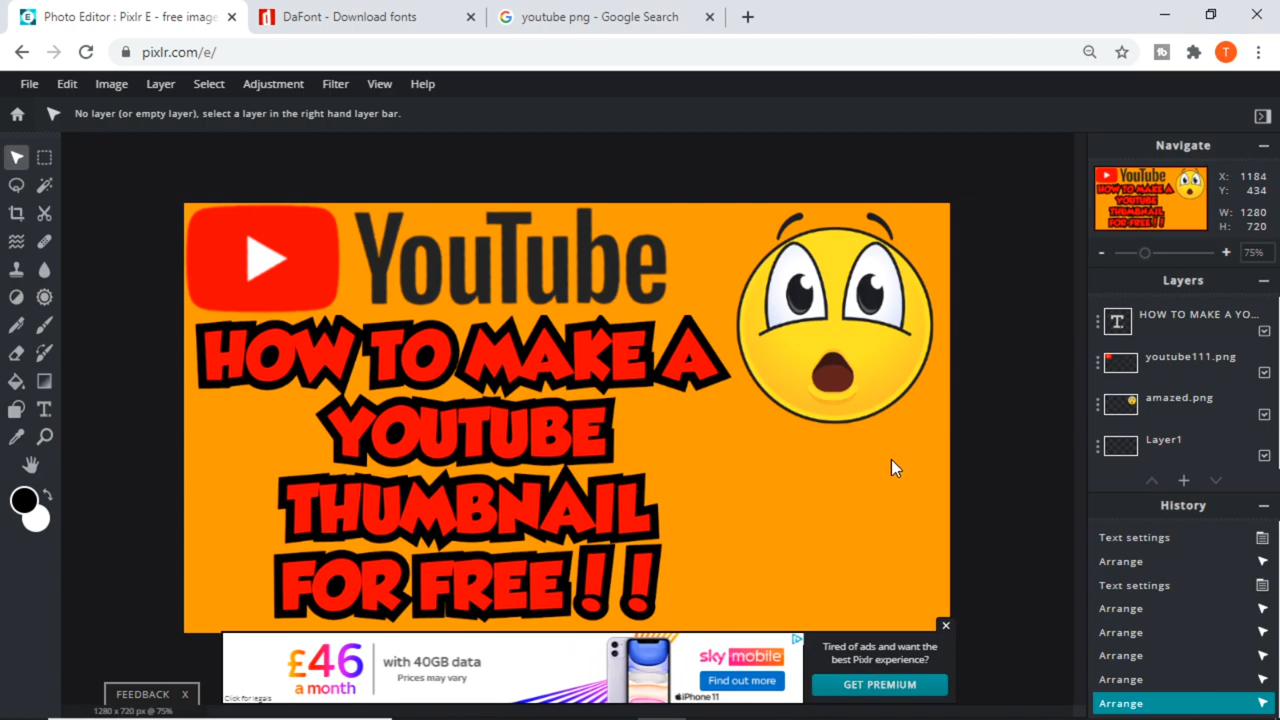 Photo Editor : Pixlr E - free image
DaFont - Download fonts
youtube png - Google Search
pixlr.com/e/
T
File Edit Image Layer Select Adjustment Filter View Help
No layer (or empty layer), select a layer in the right hand layer bar.
YouTube
HOW TO MAKE A
YOUTUBE
THUMBNAIL
FOR FREE!!
Navigate
X: 1184
Y: 434
W: 1280
H: 720
75%
Layers
T HOW TO MAKE A YO...
youtube111.png
amazed.png
Layer1
History
Text settings
Arrange
Text settings
Arrange
Arrange
Arrange
Arrange
Arrange
£46
a month
with 40GB data
Prices may vary
Click for legals
sky mobile
Find out more
iPhone 11
Tired of ads and want the
best Pixlr experience?
GET PREMIUM
FEEDBACK X
1280 x 720 px @ 75%